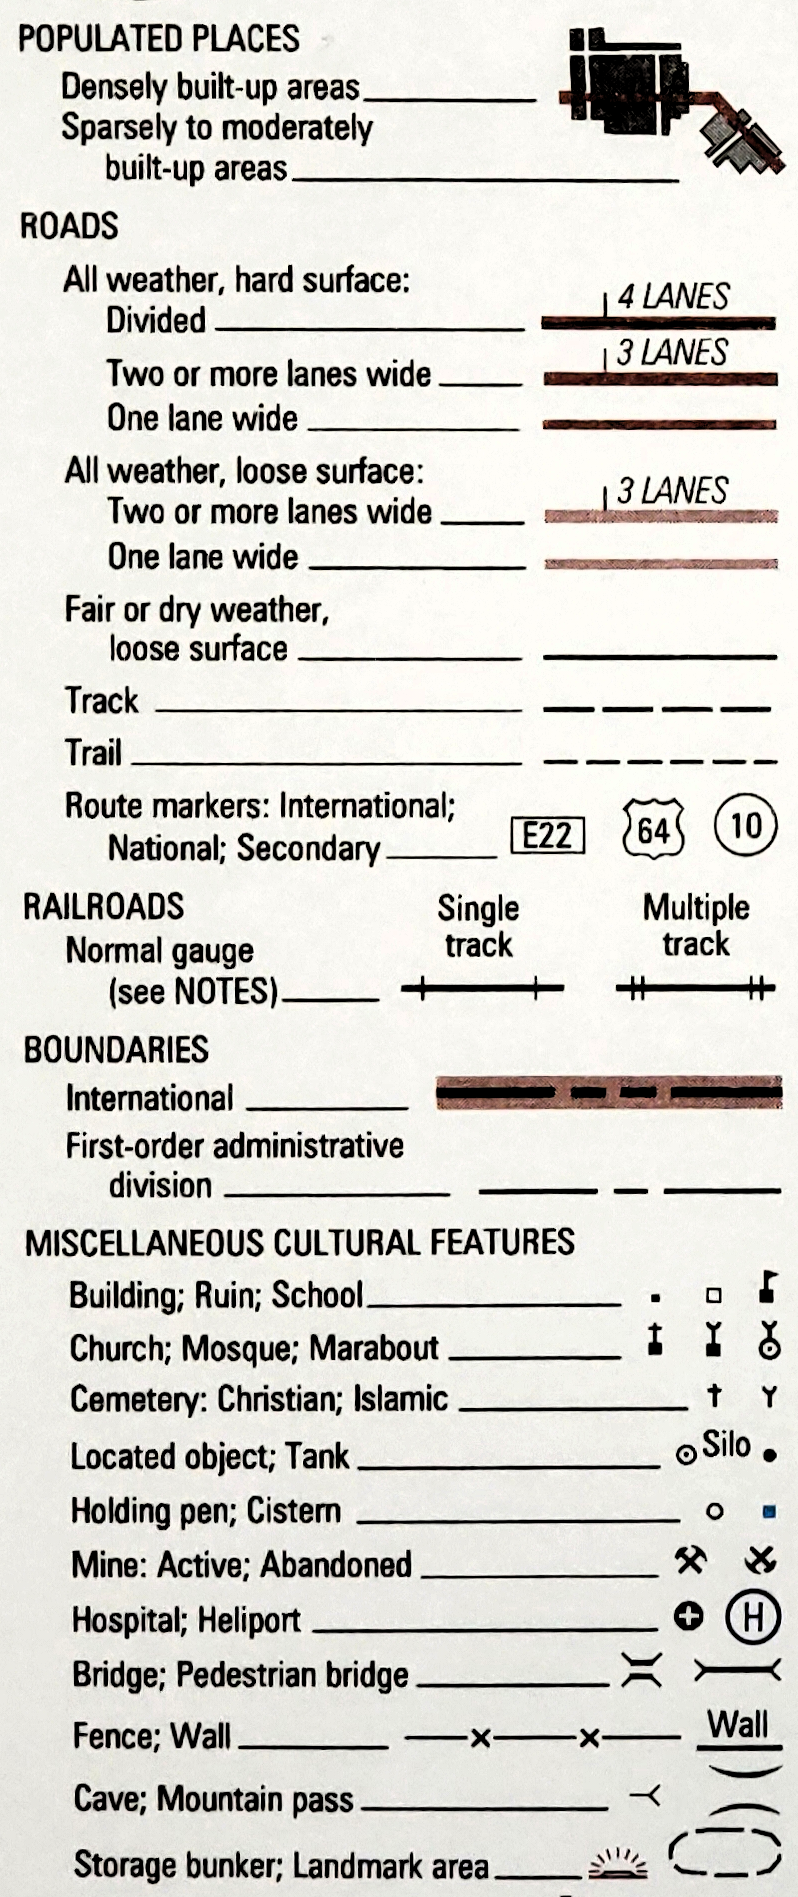 POPULATED PLACES
Densely built-up areas
Sparsely to moderately
built-up areas
ROADS
All weather, hard surface:
4 LANES
Divided
3 LANES
Two or more lanes wide
One lane wide
All weather, loose surface:
3 LANES
Two or more lanes wide
One lane wide
Fair or dry weather,
loose surface
Track
Trail
Route markers: International;
National; Secondary E22 64 10
RAILROADS Single Multiple
Normal gauge track track
(see NOTES)
BOUNDARIES
International
First-order administrative
division
MISCELLANEOUS CULTURAL FEATURES
Building; Ruin; School
Church; Mosque; Marabout
Cemetery: Christian; Islamic
Located object; Tank Silo
Holding pen; Cistern
Mine: Active; Abandoned
Hospital; Heliport H
Bridge; Pedestrian bridge
Fence; Wall Wall
Cave; Mountain pass
Storage bunker; Landmark area